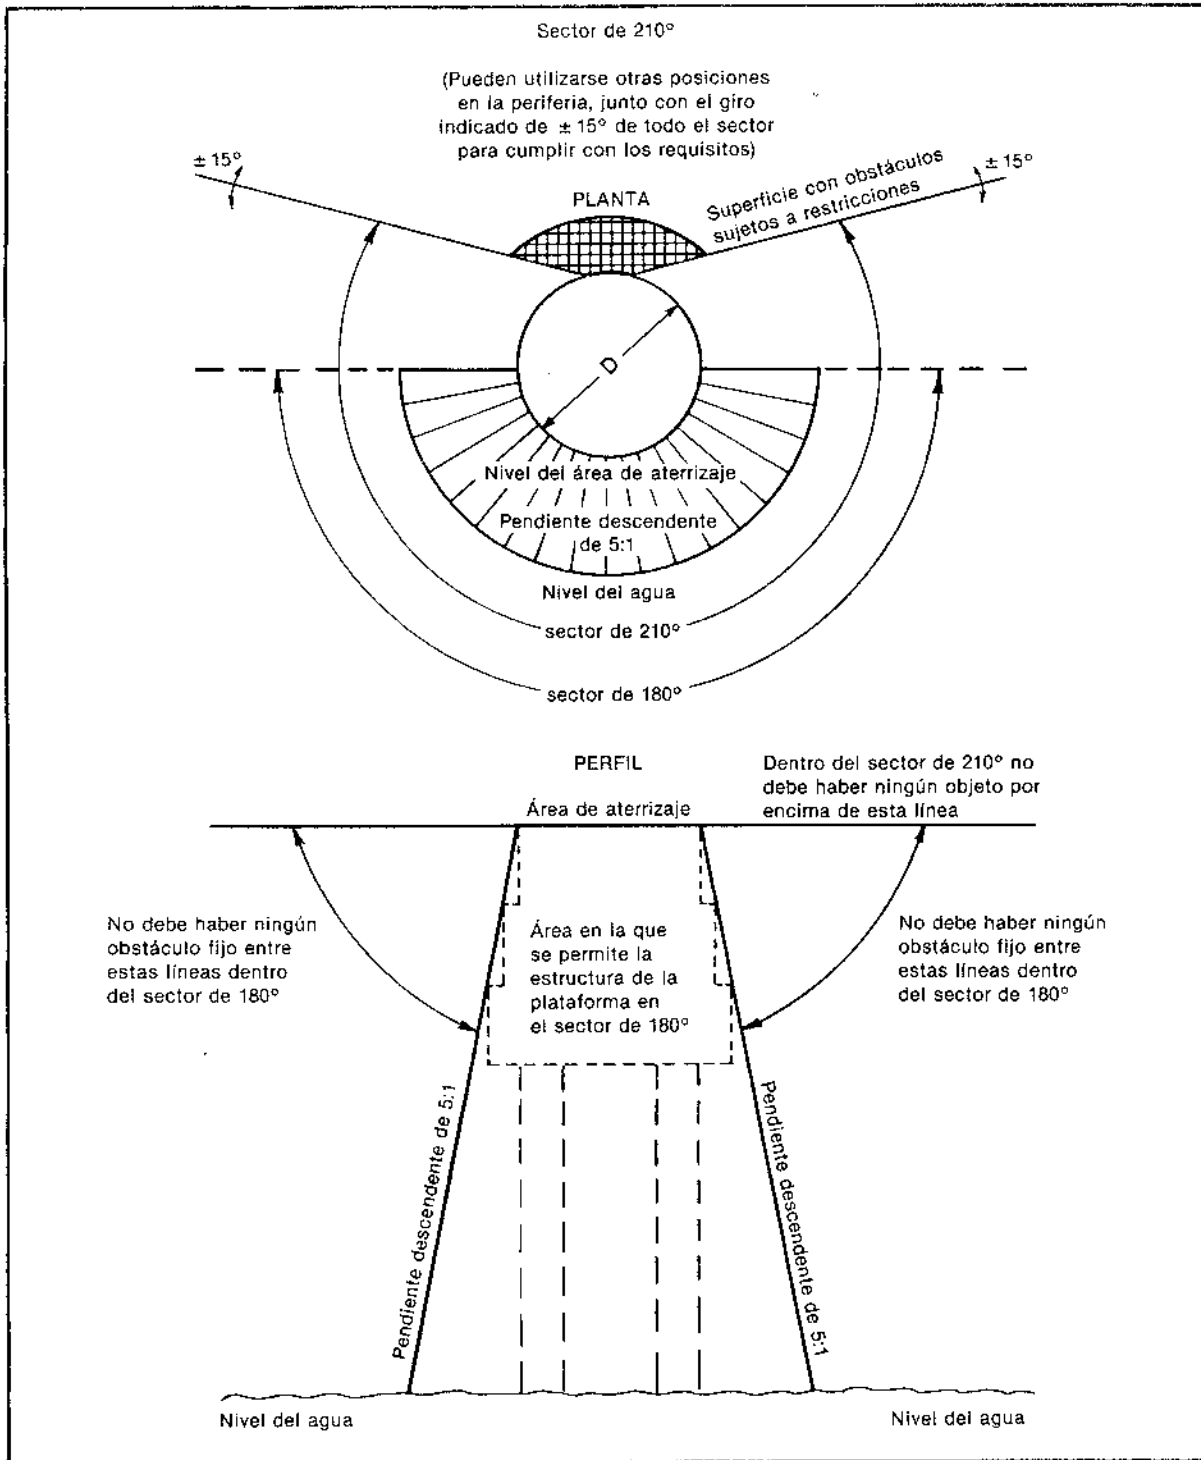 Sector de 210°
(Pueden utilizarse otras posiciones
en la periferia, junto con el giro
indicado de ± 15° de todo el sector
para cumplir con los requisitos)
± 15°
± 15°
PLANTA
Superficie con obstáculos
sujetos a restricciones
D
Nivel del área de aterrizaje
Pendiente descendente
de 5:1
Nivel del agua
sector de 210°
sector de 180°
PERFIL
Dentro del sector de 210° no
debe haber ningún objeto por
encima de esta línea
Área de aterrizaje
No debe haber ningún
obstáculo fijo entre
estas líneas dentro
del sector de 180°
Área en la que
se permite la
estructura de la
plataforma en
el sector de 180°
No debe haber ningún
obstáculo fijo entre
estas líneas dentro
del sector de 180°
Pendiente descendente de 5:1
Pendiente descendente de 5:1
Nivel del agua
Nivel del agua